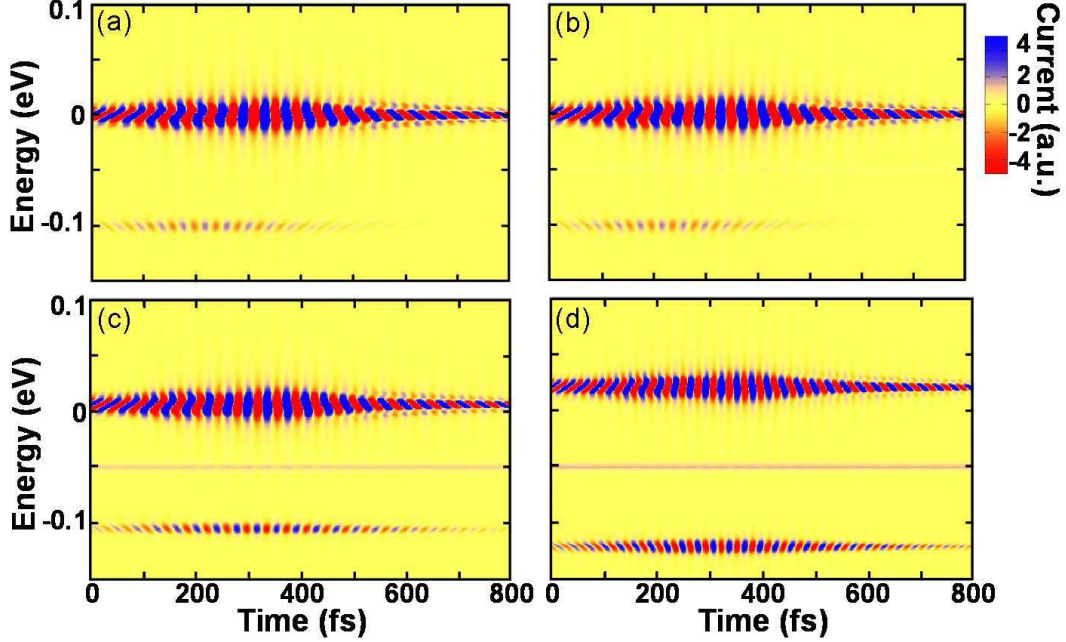 (a)
(b)
0.1
0
-0.1
Energy (eV)
4
2
0
-2
-4
Current (a.u.)
(c)
(d)
0.1
0
-0.1
Energy (eV)
0 200 400 600 800
0 200 400 600 800
Time (fs)
Time (fs)